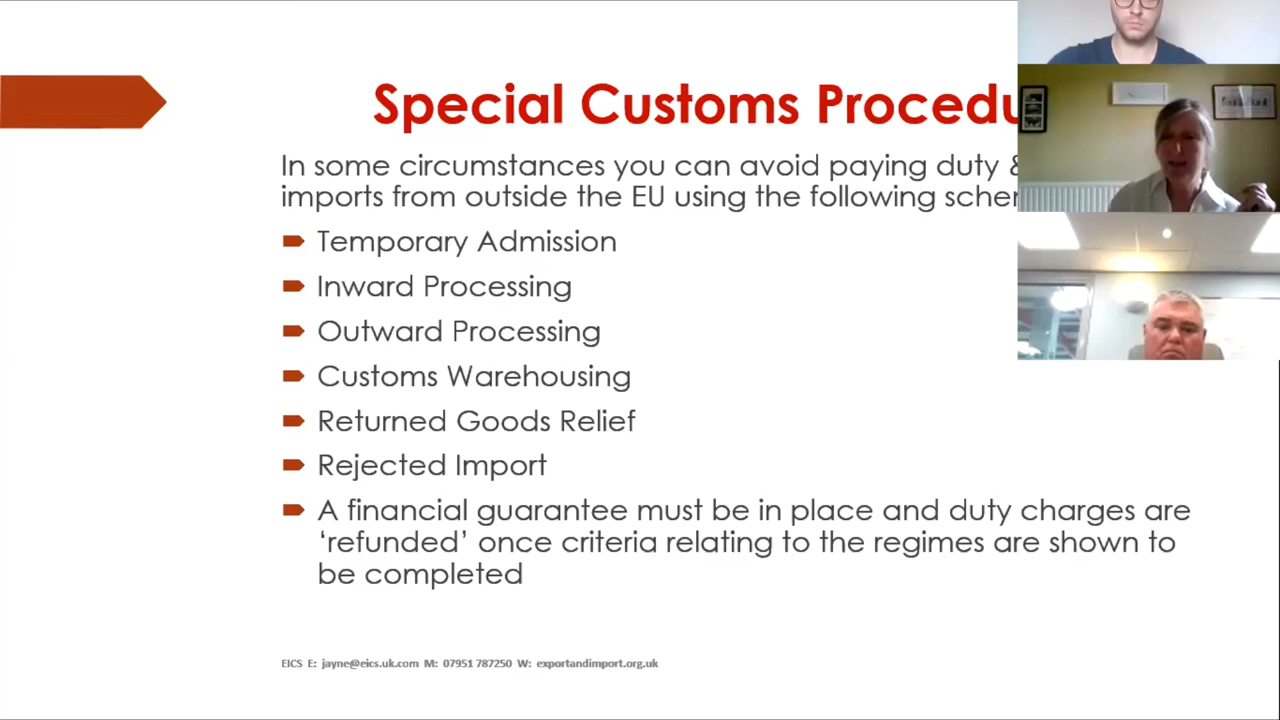 Special Customs
In some circumstances you can avoid paying duty
imports from outside the EU using the following
Temporary Admission
Inward Processing
Outward Processing
Customs Warehousing
Returned Goods Relief
Rejected Import
A financial guarantee must be in place and duty charges are
‘refunded’ once criteria relating to the regimes are shown to
be completed
EICS E: jayne@eics.uk.com M: 07951 787250 W: exportandimport.org.uk